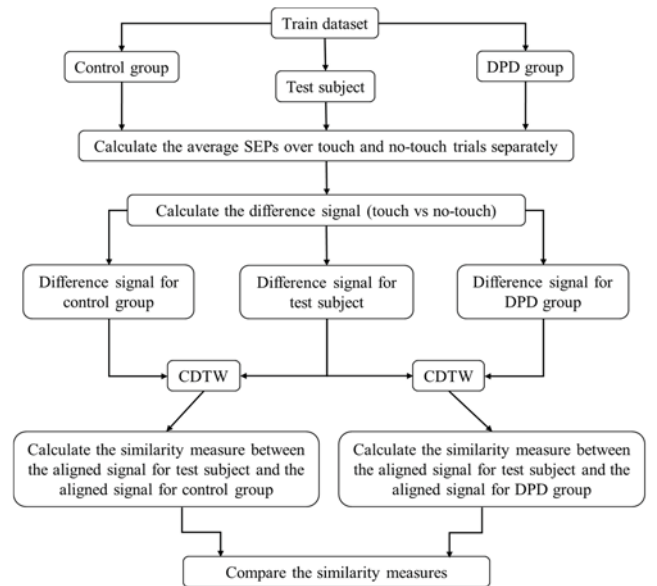 Train dataset
Control group
Test subject
DPD group
Calculate the average SEPs over touch and no-touch trials separately
Calculate the difference signal (touch vs no-touch)
Difference signal for
control group
Difference signal for
test subject
Difference signal for
DPD group
CDTW
CDTW
Calculate the similarity measure between
the aligned signal for test subject and the
aligned signal for control group
Calculate the similarity measure between
the aligned signal for test subject and the
aligned signal for DPD group
Compare the similarity measures